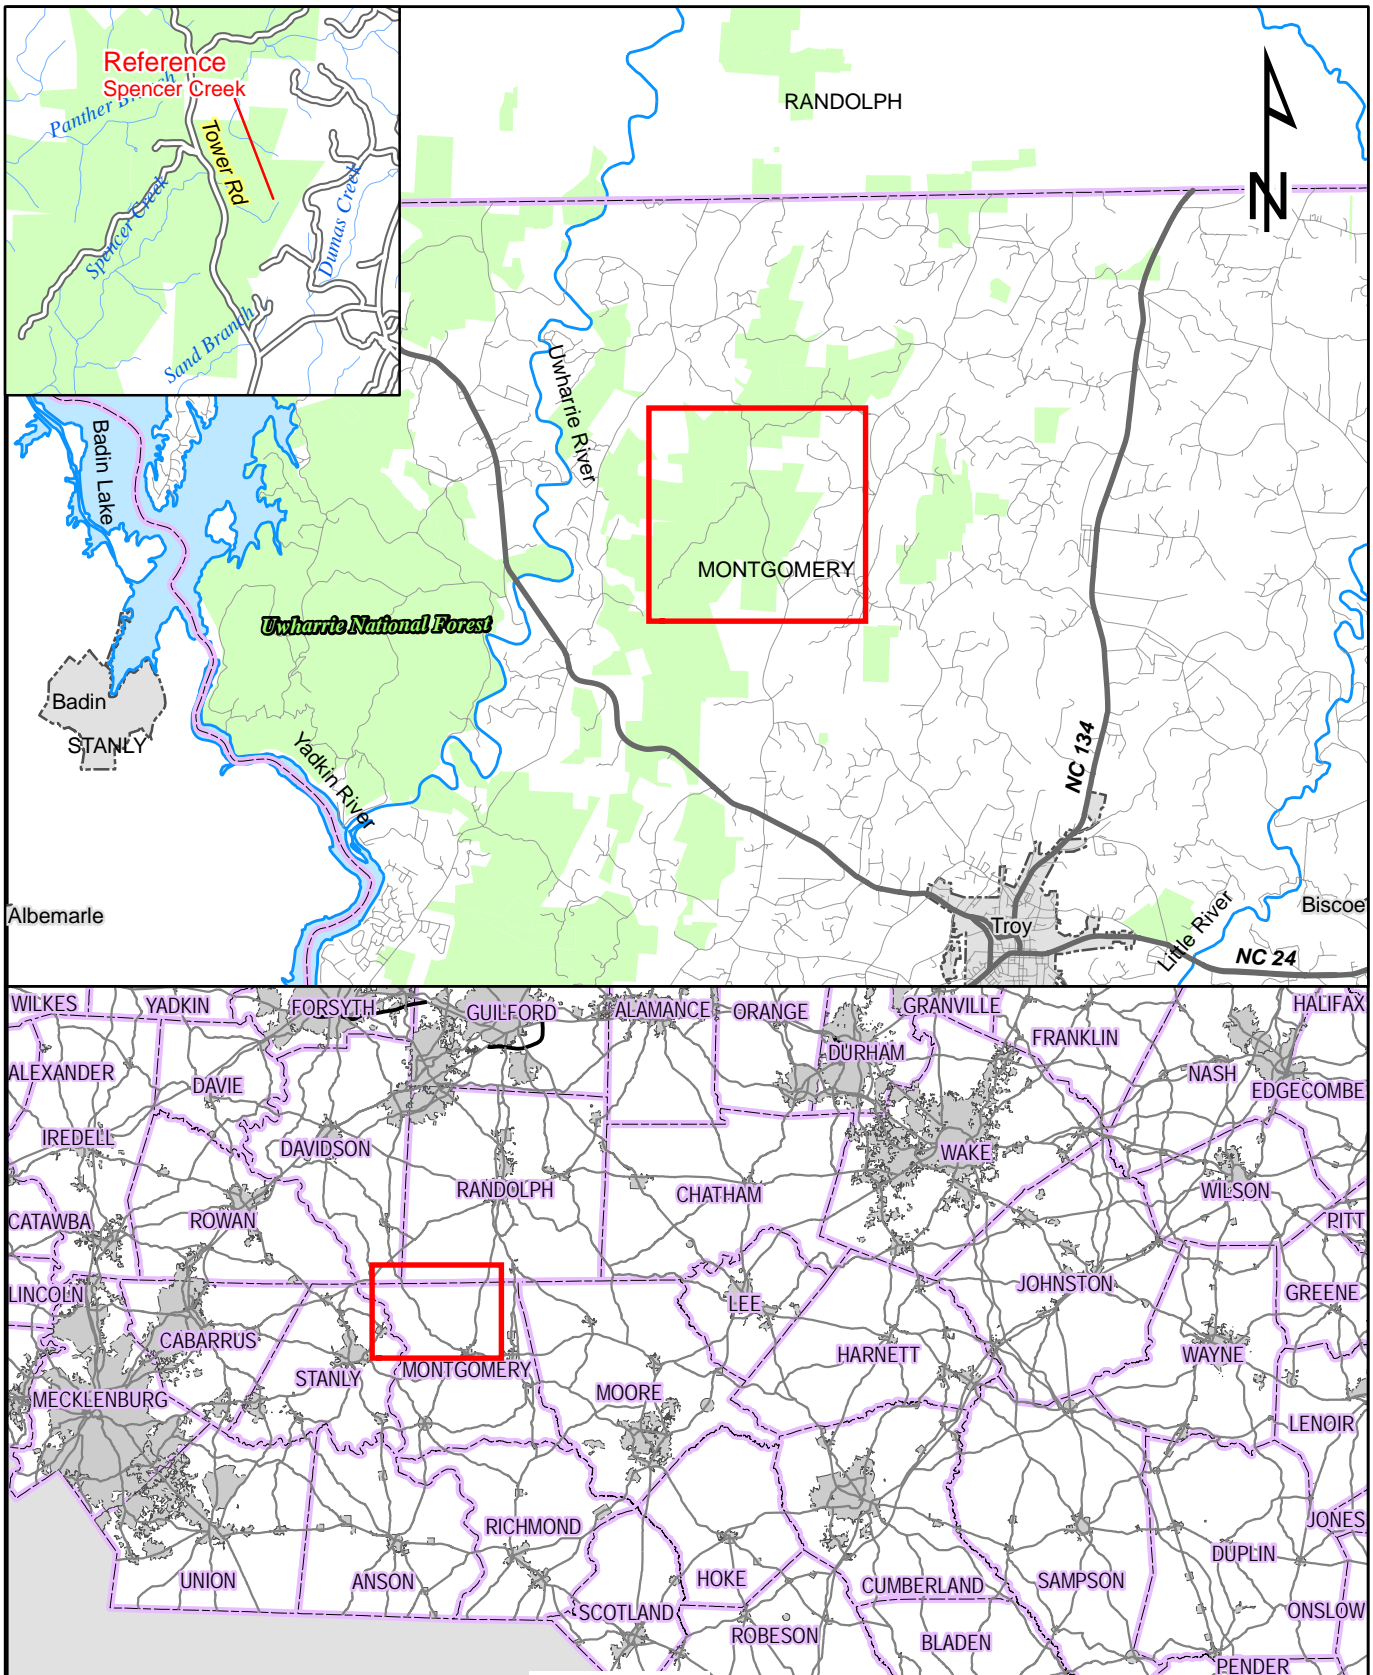 Reference
Spencer Creek
Panther Branch
Tower Rd
Spencer Creek
Dumas Creek
Sand Branch
RANDOLPH
N
Uwharrie River
Badin Lake
MONTGOMERY
Uwharrie National Forest
Badin
STANLY
Yadkin River
NC 134
Albemarle
Troy
Little River
Biscoe
NC 24
WILKES
YADKIN
FORSYTH
GUILFORD
ALAMANCE
ORANGE
GRANVILLE
HALIFAX
FRANKLIN
DURHAM
ALEXANDER
DAVIE
NASH
EDGECOMBE
IREDELL
DAVIDSON
WAKE
RANDOLPH
CHATHAM
WILSON
CATAWBA
ROWAN
PITT
LINCOLN
JOHNSTON
GREENE
LEE
CABARRUS
HARNETT
WAYNE
STANLY
MONTGOMERY
MECKLENBURG
MOORE
LENOIR
RICHMOND
JONES
DUPLIN
UNION
ANSON
HOKE
CUMBERLAND
SAMPSON
SCOTLAND
ONSLOW
ROBESON
BLADEN
PENDER